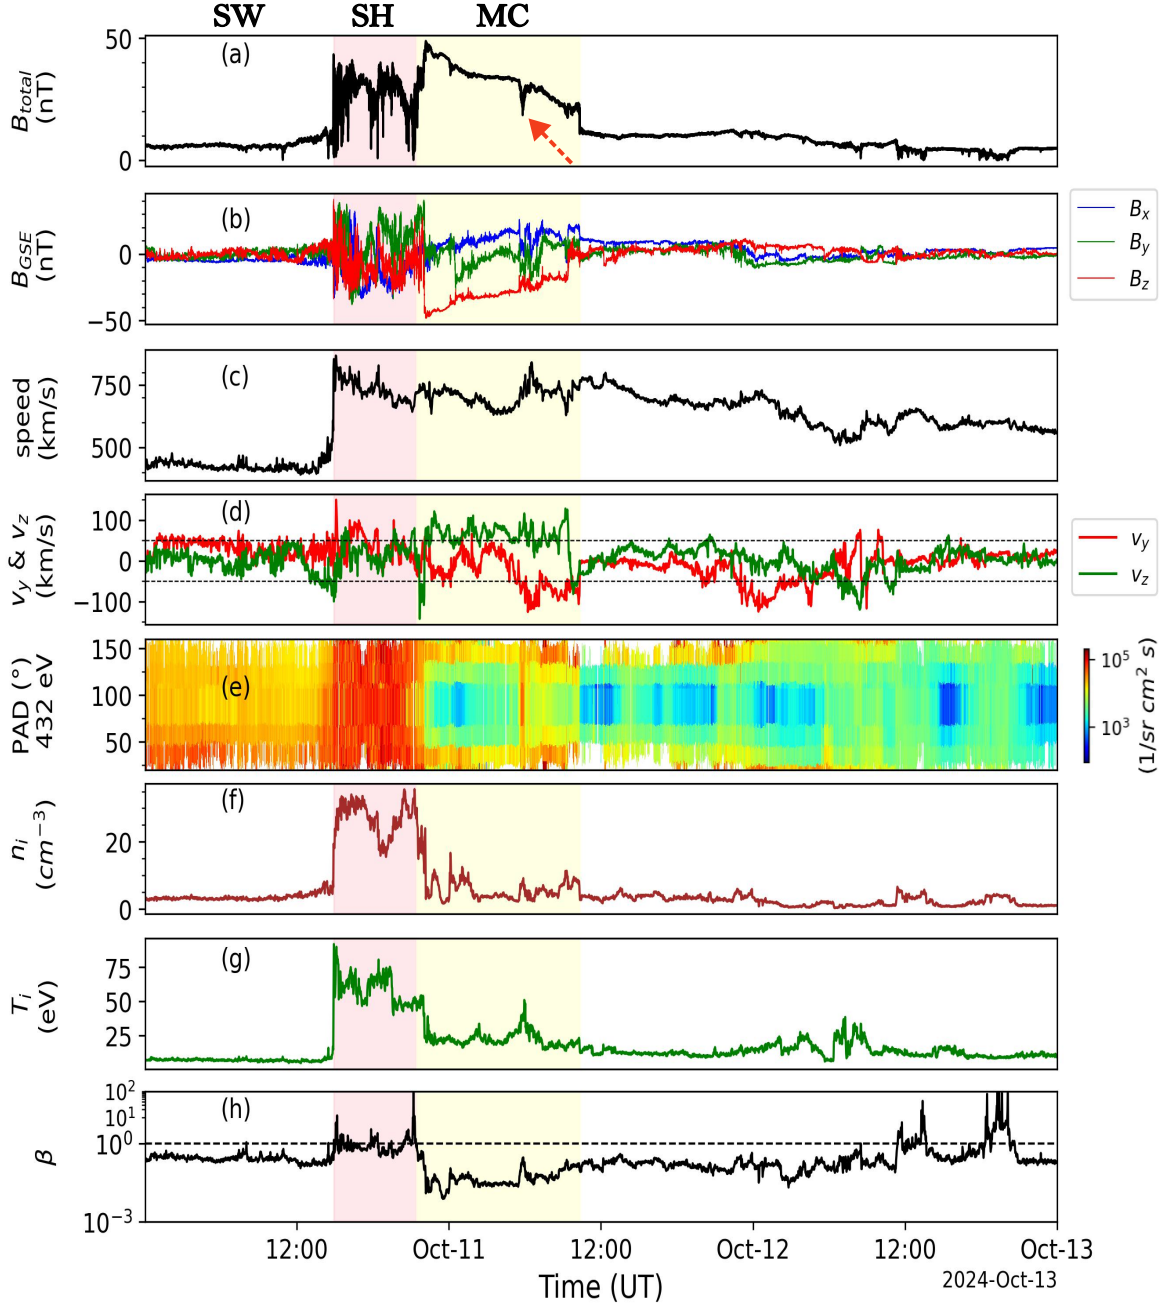 SW SH MC
(a)
50
0
B_total
(nT)
(b)
0
−50
B_GSE
(nT)
B_x
B_y
B_z
(c)
750
500
speed
(km/s)
(d)
100
0
−100
v_y & v_z
(km/s)
v_y
v_z
(e)
150
100
50
PAD (°)
432 eV
10^5
10^3
(1/sr cm^2 s)
(f)
20
0
n_i
(cm^−3)
(g)
75
50
25
T_i
(eV)
(h)
10^2
10^1
10^0
10^−3
β
12:00 Oct-11 12:00 Oct-12 12:00 Oct-13
Time (UT)
2024-Oct-13